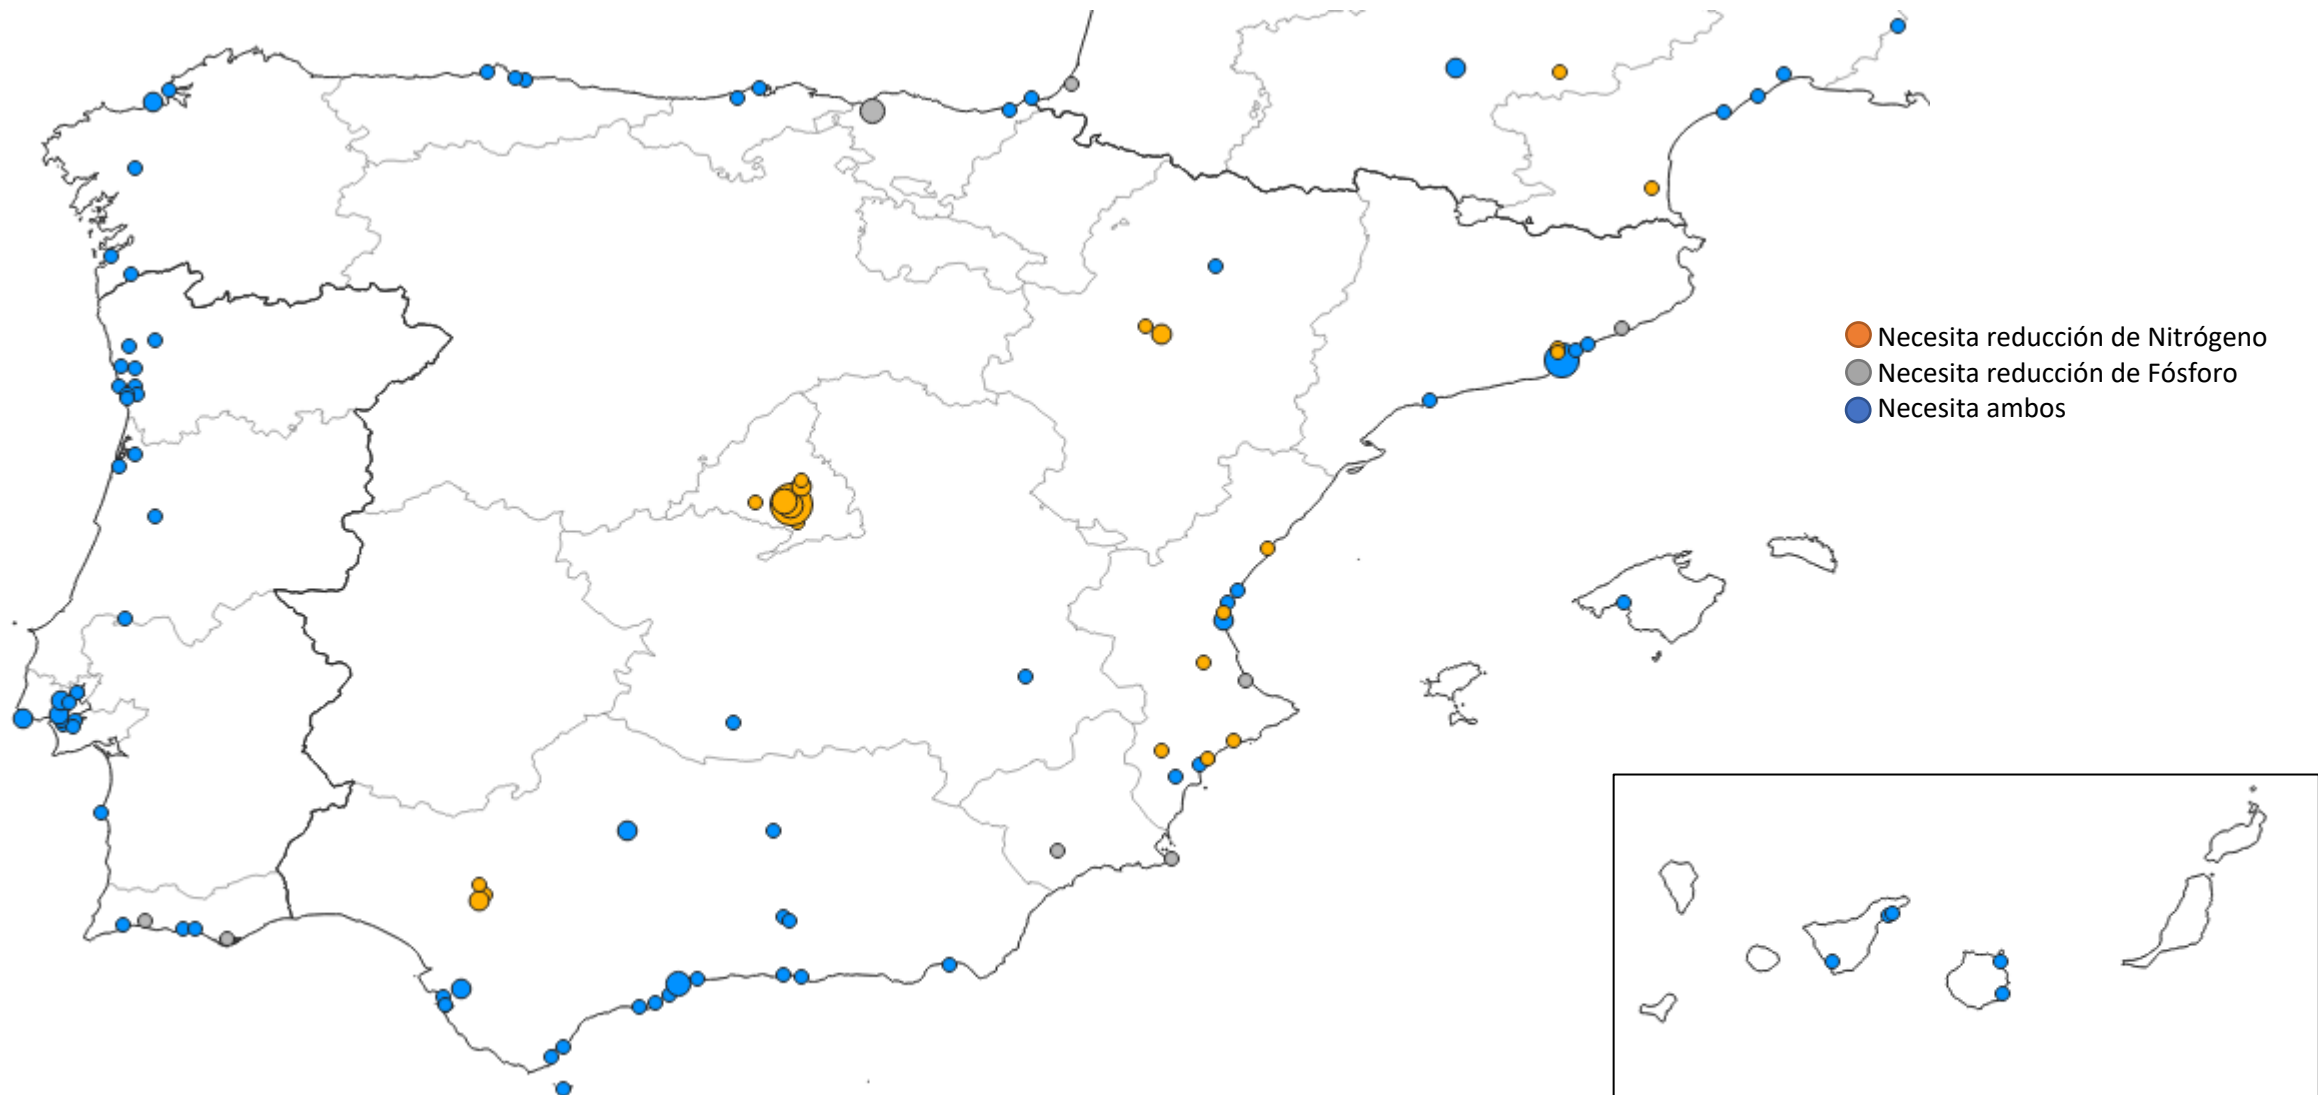 Necesita reducción de Nitrógeno
Necesita reducción de Fósforo
Necesita ambos